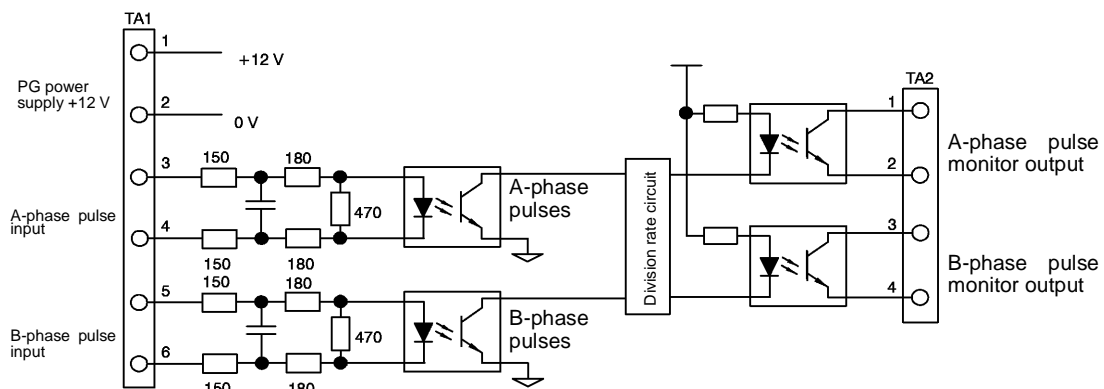 TA1
1
+12 V
PG power
supply +12 V
2
0 V
3
150
180
A-phase pulse
input
470
4
150
180
A-phase
pulses
5
150
180
B-phase pulse
input
470
6
150
180
B-phase
pulses
Division rate circuit
TA2
1
A-phase pulse
monitor output
2
3
B-phase pulse
monitor output
4